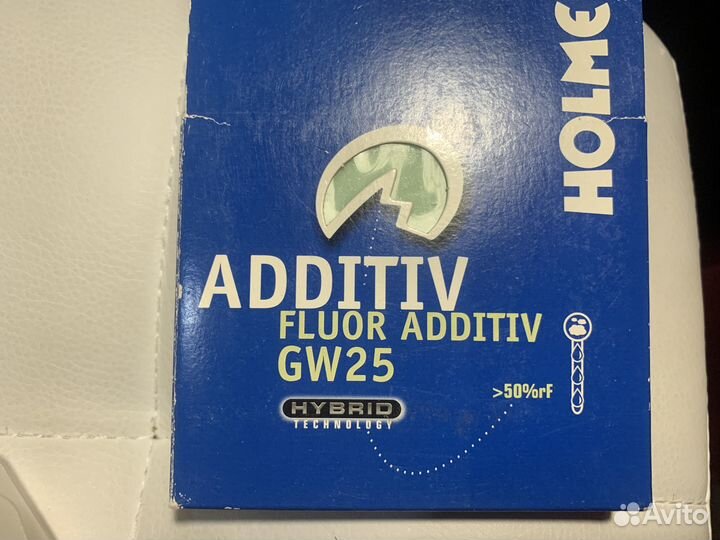 HOLME
ADDITIV
FLUOR ADDITIV
GW25
>50%rF
HYBRID
TECHNOLOGY
Avito